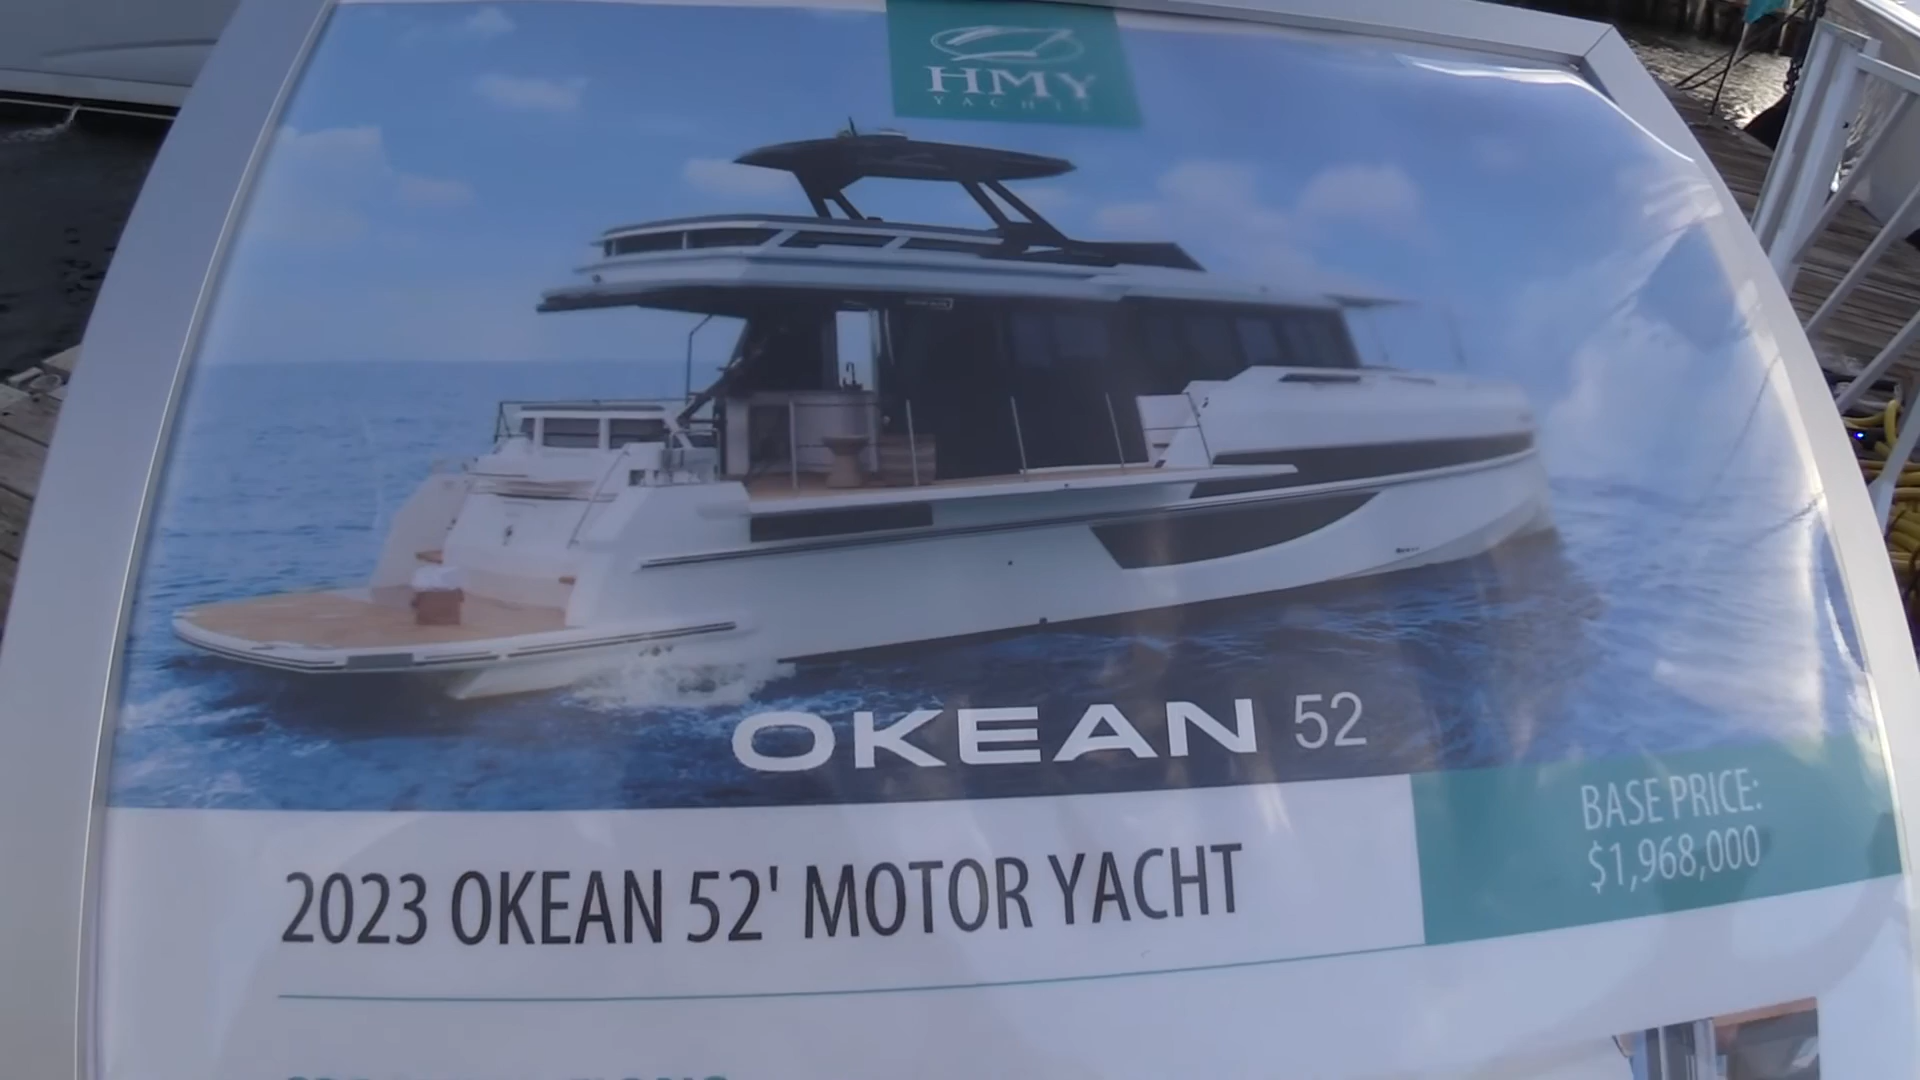 HMY
YACHTS
OKEAN 52
BASE PRICE:
$1,968,000
2023 OKEAN 52' MOTOR YACHT